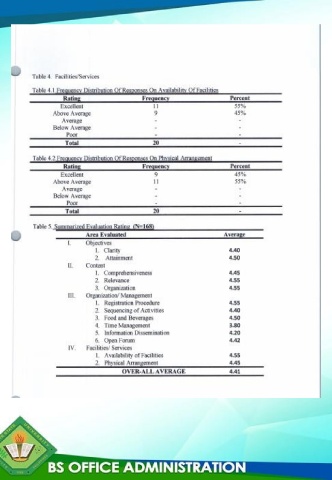 Table 4. Facilities/Services
Table 4.1 Frequency Distribution Of Responses On Availability Of Facilities
Rating Frequency Percent
Excellent 11 55%
Above Average 9 45%
Average - -
Below Average - -
Poor - -
Total 20 -
Table 4.2 Frequency Distribution Of Responses On Physical Arrangement
Rating Frequency Percent
Excellent 9 45%
Above Average 11 55%
Average - -
Below Average - -
Poor - -
Total 20 -
Table 5. Summarized Evaluation Rating (N=168)
Area Evaluated Average
I. Objectives
1. Clarity 4.40
2. Attainment 4.50
II. Content
1. Comprehensiveness 4.45
2. Relevance 4.55
3. Organization 4.55
III. Organization/ Management
1. Registration Procedure 4.55
2. Sequencing of Activities 4.40
3. Food and Beverages 4.50
4. Time Management 3.80
5. Information Dissemination 4.20
6. Open Forum 4.42
IV. Facilities/ Services
1. Availability of Facilities 4.55
2. Physical Arrangement 4.45
OVER-ALL AVERAGE 4.41
BS OFFICE ADMINISTRATION